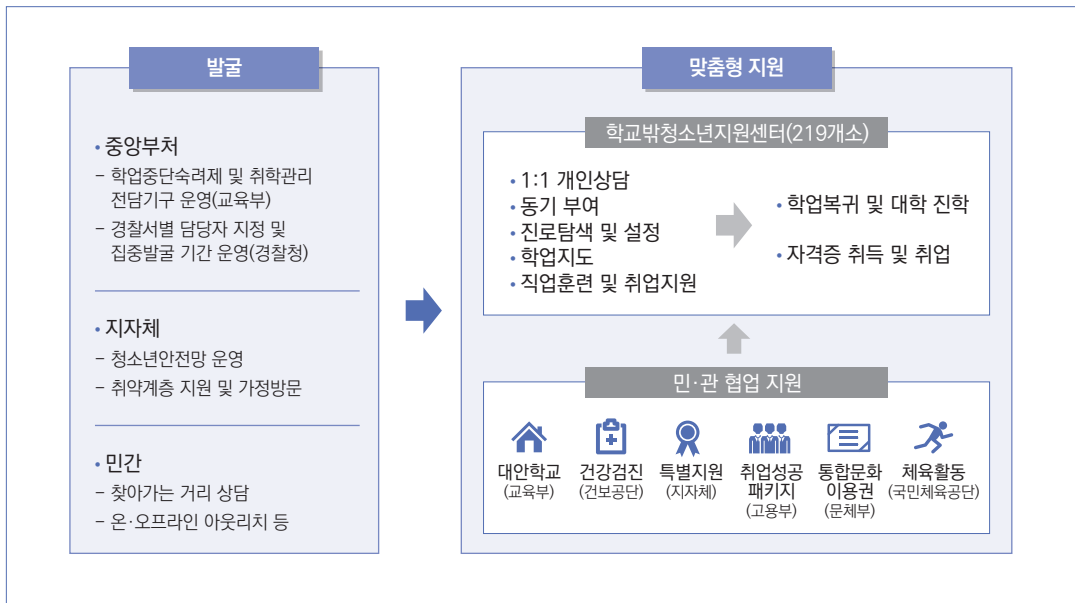 발굴
• 중앙부처
– 학업중단숙려제 및 취학관리
전담기구 운영(교육부)
– 경찰서별 담당자 지정 및
집중발굴 기간 운영(경찰청)
• 지자체
– 청소년안전망 운영
– 취약계층 지원 및 가정방문
• 민간
– 찾아가는 거리 상담
– 온·오프라인 아웃리치 등
맞춤형 지원
학교밖청소년지원센터(219개소)
• 1:1 개인상담
• 동기 부여
• 진로탐색 및 설정
• 학업지도
• 직업훈련 및 취업지원
• 학업복귀 및 대학 진학
• 자격증 취득 및 취업
민·관 협업 지원
대안학교
(교육부)
건강검진
(건보공단)
특별지원
(지자체)
취업성공
패키지
(고용부)
통합문화
이용권
(문체부)
체육활동
(국민체육공단)